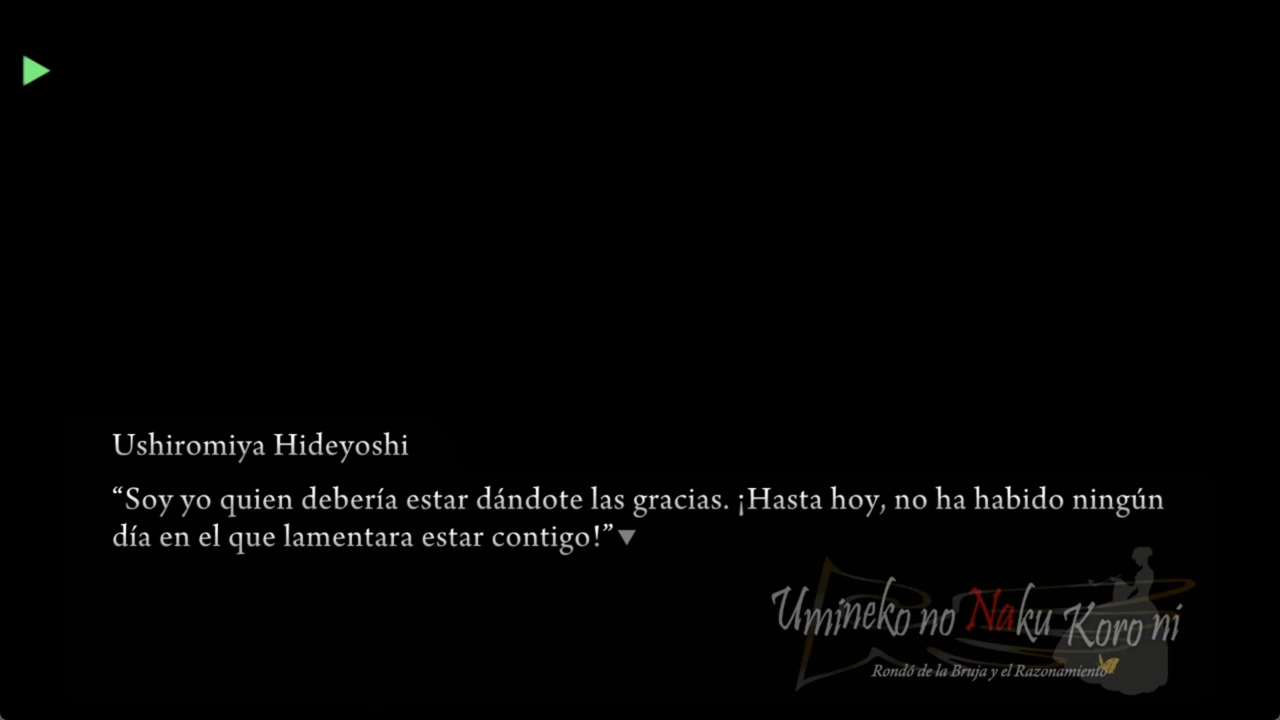 Ushiromiya Hideyoshi
“Soy yo quien debería estar dándote las gracias. ¡Hasta hoy, no ha habido ningún
día en el que lamentara estar contigo!”
Umineko no Naku Koro ni
Rondó de la Bruja y el Razonamiento